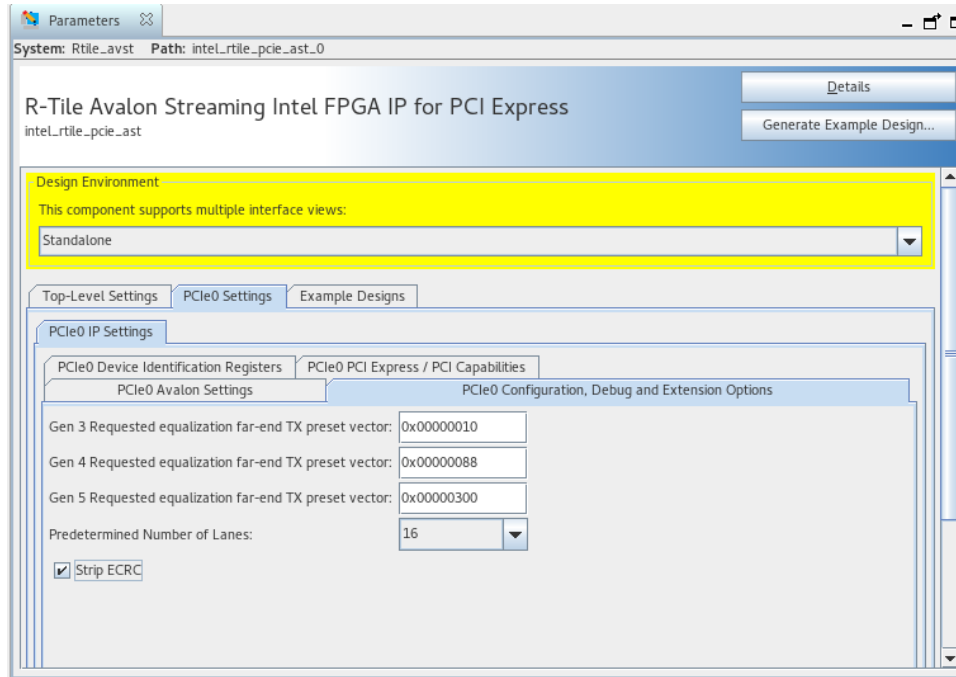 Parameters
System: Rtile_avst Path: intel_rtile_pcie_ast_0
R-Tile Avalon Streaming Intel FPGA IP for PCI Express
intel_rtile_pcie_ast
Details
Generate Example Design...
Design Environment
This component supports multiple interface views:
Standalone
Top-Level Settings PCIe0 Settings Example Designs
PCIe0 IP Settings
PCIe0 Device Identification Registers PCIe0 PCI Express / PCI Capabilities
PCIe0 Avalon Settings PCIe0 Configuration, Debug and Extension Options
Gen 3 Requested equalization far-end TX preset vector: 0x00000010
Gen 4 Requested equalization far-end TX preset vector: 0x00000088
Gen 5 Requested equalization far-end TX preset vector: 0x00000300
Predetermined Number of Lanes: 16
Strip ECRC